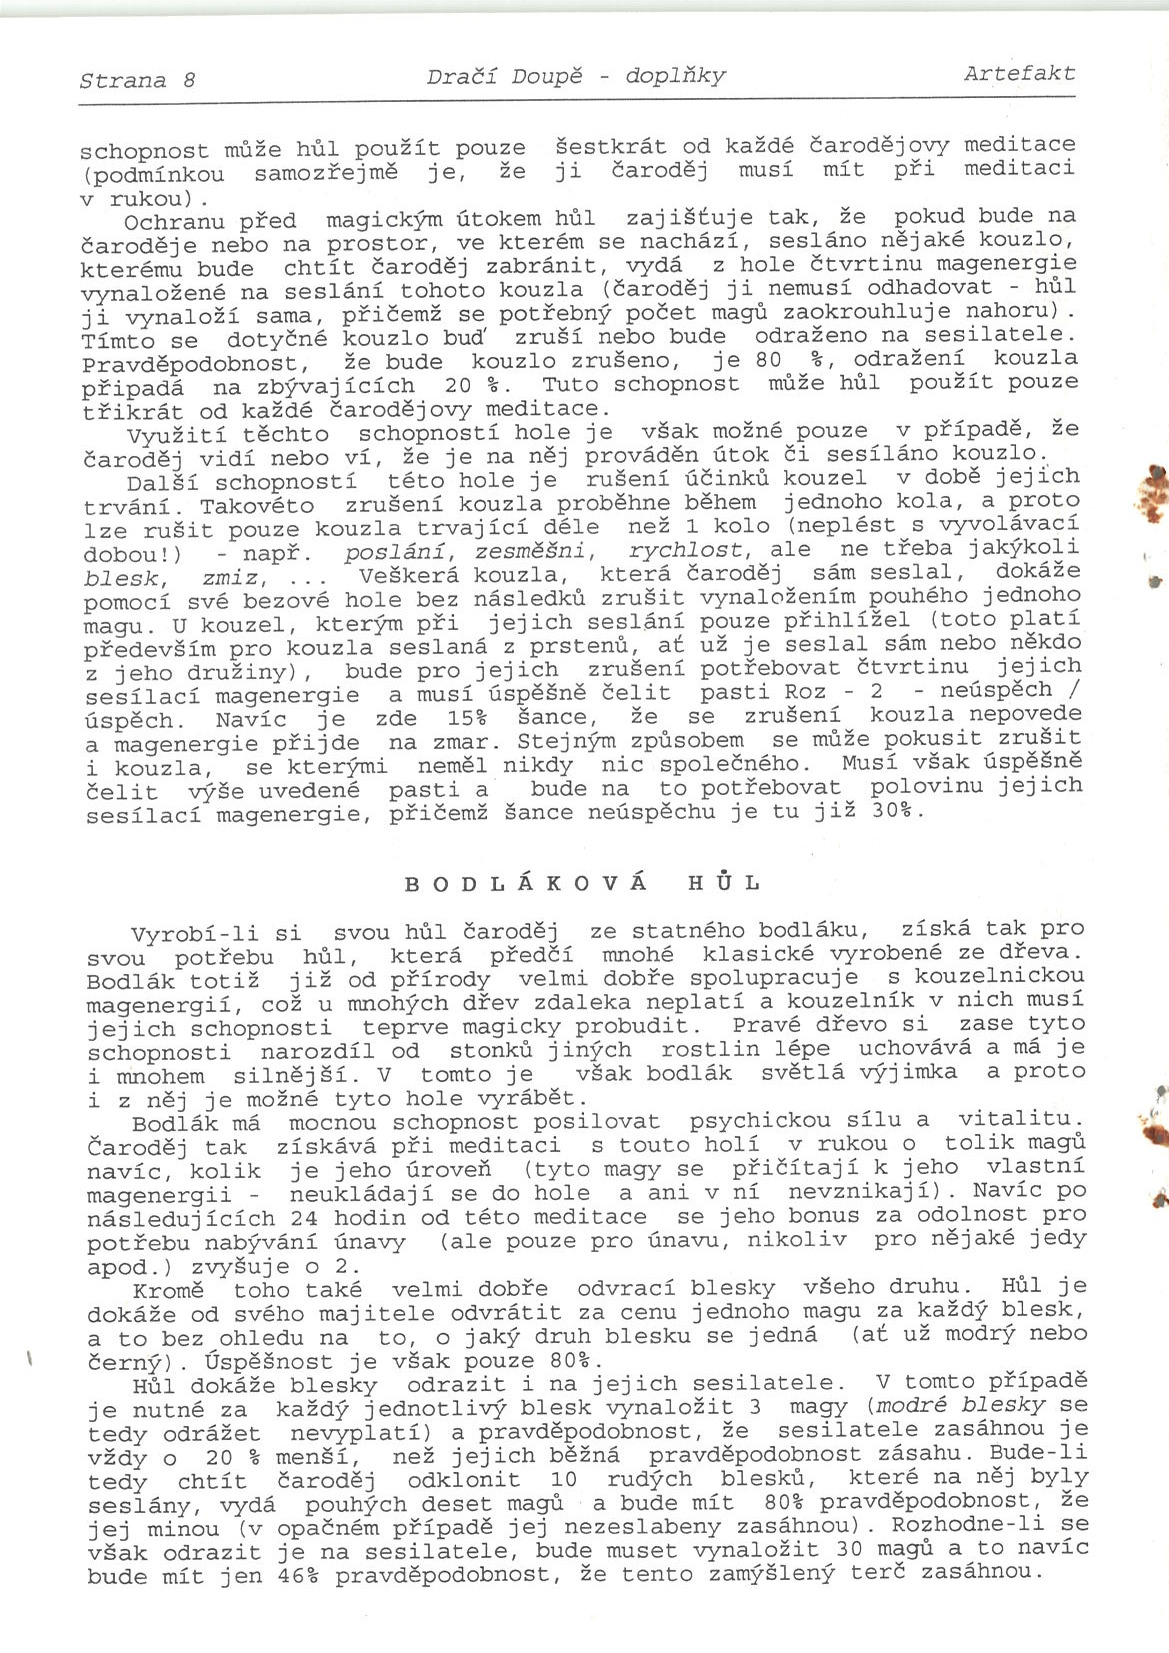 Strana 8 Dračí Doupě - doplňky Artefakt
schopnost může hůl použít pouze šestkrát od každé čarodějovy meditace
(podmínkou samozřejmě je, že ji čaroděj musí mít při meditaci
v rukou).
Ochranu před magickým útokem hůl zajišťuje tak, že pokud bude na
čaroděje nebo na prostor, ve kterém se nachází, sesláno nějaké kouzlo,
kterému bude chtít čaroděj zabránit, vydá z hole čtvrtinu magenergie
vynaložené na seslání tohoto kouzla (čaroděj ji nemusí odhadovat - hůl
ji vynaloží sama, přičemž se potřebný počet magů zaokrouhluje nahoru).
Tímto se dotyčné kouzlo buď zruší nebo bude odraženo na sesilatele.
Pravděpodobnost, že bude kouzlo zrušeno, je 80 %, odražení kouzla
připadá na zbývajících 20 %. Tuto schopnost může hůl použít pouze
třikrát od každé čarodějovy meditace.
Využití těchto schopností hole je však možné pouze v případě, že
čaroděj vidí nebo ví, že je na něj prováděn útok či sesíláno kouzlo.
Další schopností této hole je rušení účinků kouzel v době jejich
trvání. Takovéto zrušení kouzla proběhne během jednoho kola, a proto
lze rušit pouze kouzla trvající déle než 1 kolo (neplést s vyvolávací
dobou!) - např. poslání, zesměšni, rychlost, ale ne třeba jakýkoli
blesk, zmiz, ... Veškerá kouzla, která čaroděj sám seslal, dokáže
pomocí své bezové hole bez následků zrušit vynaložením pouhého jednoho
magu. U kouzel, kterým při jejich seslání pouze přihlížel (toto platí
především pro kouzla seslaná z prstenů, ať už je seslal sám nebo někdo
z jeho družiny), bude pro jejich zrušení potřebovat čtvrtinu jejich
sesílací magenergie a musí úspěšně čelit pasti Roz - 2 - neúspěch /
úspěch. Navíc je zde 15% šance, že se zrušení kouzla nepovede
a magenergie přijde na zmar. Stejným způsobem se může pokusit zrušit
i kouzla, se kterými neměl nikdy nic společného. Musí však úspěšně
čelit výše uvedené pasti a bude na to potřebovat polovinu jejich
sesílací magenergie, přičemž šance neúspěchu je tu již 30%.
BODLÁKOVÁ HŮL
Vyrobí-li si svou hůl čaroděj ze statného bodláku, získá tak pro
svou potřebu hůl, která předčí mnohé klasické vyrobené ze dřeva.
Bodlák totiž již od přírody velmi dobře spolupracuje s kouzelnickou
magenergií, což u mnohých dřev zdaleka neplatí a kouzelník v nich musí
jejich schopnosti teprve magicky probudit. Pravé dřevo si zase tyto
schopnosti narozdíl od stonků jiných rostlin lépe uchovává a má je
i mnohem silnější. V tomto je však bodlák světlá výjimka a proto
i z něj je možné tyto hole vyrábět.
Bodlák má mocnou schopnost posilovat psychickou sílu a vitalitu.
Čaroděj tak získává při meditaci s touto holí v rukou o tolik magů
navíc, kolik je jeho úroveň (tyto magy se přičítají k jeho vlastní
magenergii - neukládají se do hole a ani v ní nevznikají). Navíc po
následujících 24 hodin od této meditace se jeho bonus za odolnost pro
potřebu nabývání únavy (ale pouze pro únavu, nikoliv pro nějaké jedy
apod.) zvyšuje o 2.
Kromě toho také velmi dobře odvrací blesky všeho druhu. Hůl je
dokáže od svého majitele odvrátit za cenu jednoho magu za každý blesk,
a to bez ohledu na to, o jaký druh blesku se jedná (ať už modrý nebo
černý). Úspěšnost je však pouze 80%.
Hůl dokáže blesky odrazit i na jejich sesilatele. V tomto případě
je nutné za každý jednotlivý blesk vynaložit 3 magy (modré blesky se
tedy odrážet nevyplatí) a pravděpodobnost, že sesilatele zasáhnou je
vždy o 20 % menší, než jejich běžná pravděpodobnost zásahu. Bude-li
tedy chtít čaroděj odklonit 10 rudých blesků, které na něj byly
seslány, vydá pouhých deset magů a bude mít 80% pravděpodobnost, že
jej minou (v opačném případě jej nezeslabeny zasáhnou). Rozhodne-li se
však odrazit je na sesilatele, bude muset vynaložit 30 magů a to navíc
bude mít jen 46% pravděpodobnost, že tento zamýšlený terč zasáhnou.